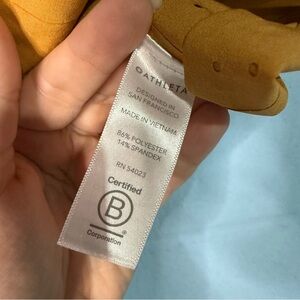 ©ATHLETA
DESIGNED IN
SAN FRANCISCO
MADE IN VIETNAM
86% POLYESTER
14% SPANDEX
RN 54023
Certified
B
Corporation